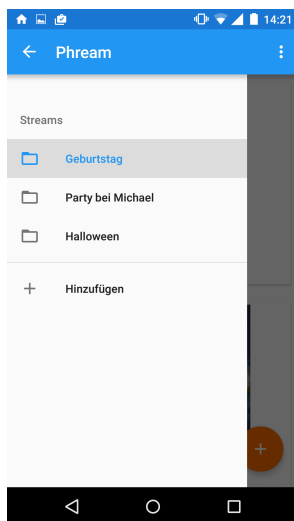 14:21
Phream
Streams
Geburtstag
Party bei Michael
Halloween
Hinzufügen